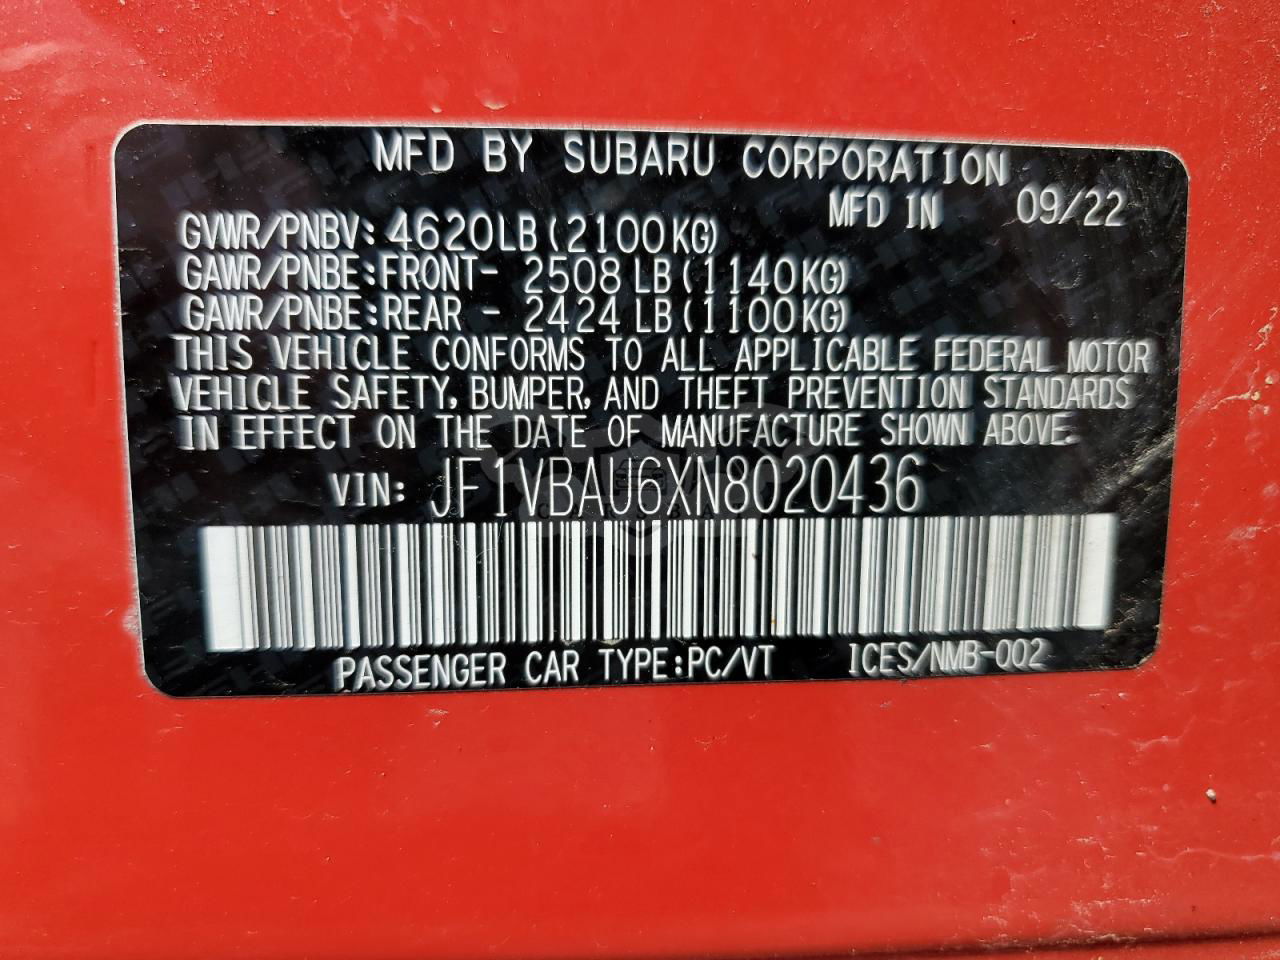 MFD BY SUBARU CORPORATION
MFD IN 09/22
GVWR/PNBV: 4620LB (2100KG)
GAWR/PNBE:FRONT- 2508 LB (1140KG)
GAWR/PNBE:REAR - 2424 LB (1100KG)
THIS VEHICLE CONFORMS TO ALL APPLICABLE FEDERAL MOTOR
VEHICLE SAFETY, BUMPER, AND THEFT PREVENTION STANDARDS
IN EFFECT ON THE DATE OF MANUFACTURE SHOWN ABOVE.
VIN: JF1VBAU6XN8020436
PASSENGER CAR TYPE:PC/VT ICES/NMB-002